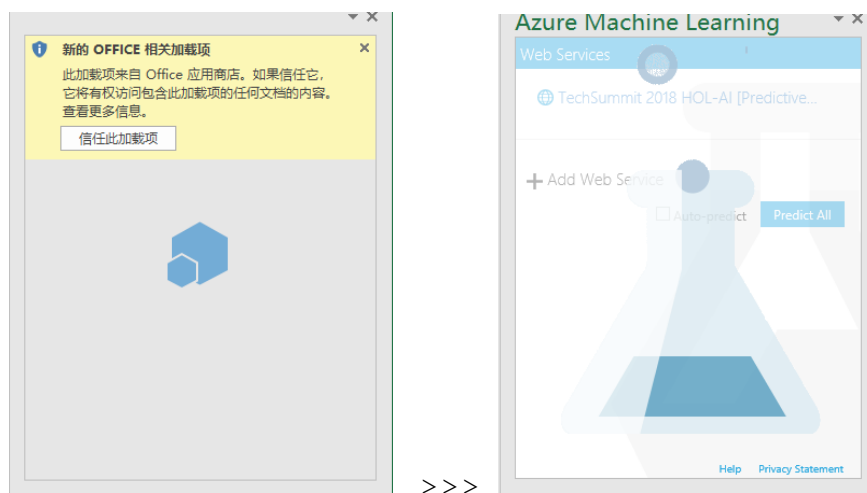 新的 OFFICE 相关加载项
此加载项来自 Office 应用商店。如果信任它，
它将有权访问包含此加载项的任何文档的内容。
查看更多信息。
信任此加载项
>>>
Azure Machine Learning
Web Services
TechSummit 2018 HOL-AI [Predictive...
Add Web Service
Auto-predict
Predict All
Help Privacy Statement